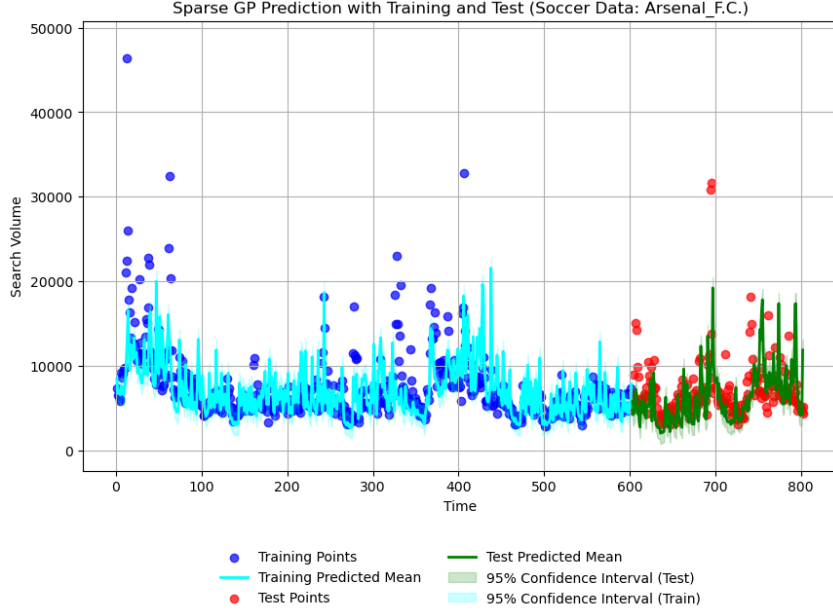 Sparse GP Prediction with Training and Test (Soccer Data: Arsenal_F.C.)
50000
40000
30000
20000
10000
0
Search Volume
0 100 200 300 400 500 600 700 800
Time
Training Points
Training Predicted Mean
Test Points
Test Predicted Mean
95% Confidence Interval (Test)
95% Confidence Interval (Train)